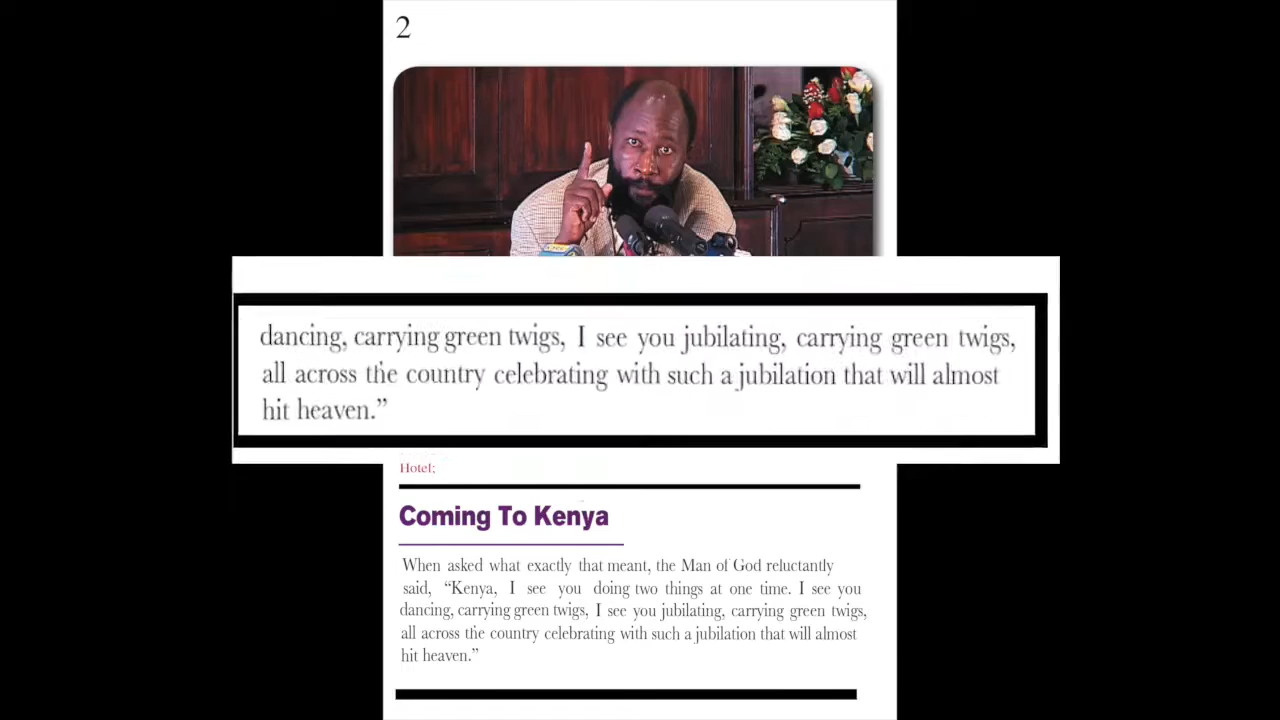 2
dancing, carrying green twigs, I see you jubilating, carrying green twigs,
all across the country celebrating with such a jubilation that will almost
hit heaven.”
Hotel;
Coming To Kenya
When asked what exactly that meant, the Man of God reluctantly
said, “Kenya, I see you doing two things at one time. I see you
dancing, carrying green twigs, I see you jubilating, carrying green twigs,
all across the country celebrating with such a jubilation that will almost
hit heaven.”